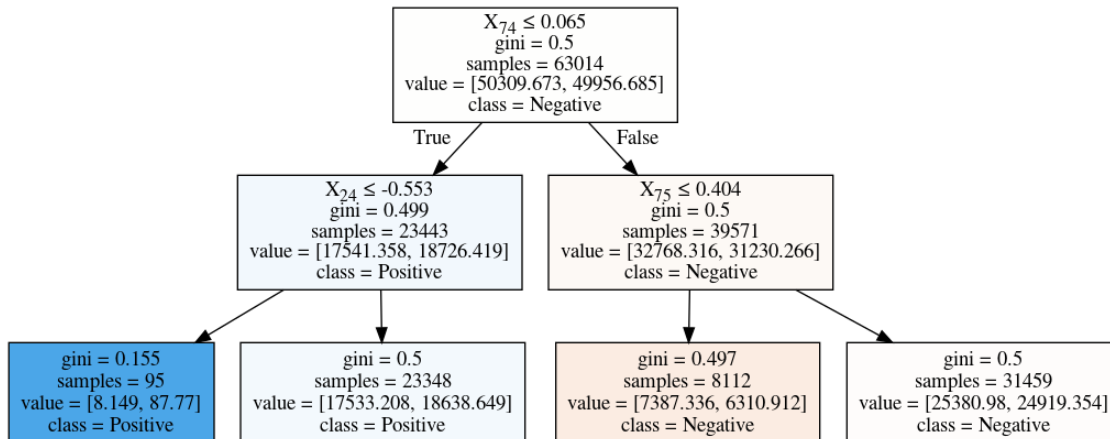 X74 ≤ 0.065
gini = 0.5
samples = 63014
value = [50309.673, 49956.685]
class = Negative
True
False
X24 ≤ -0.553
gini = 0.499
samples = 23443
value = [17541.358, 18726.419]
class = Positive
X75 ≤ 0.404
gini = 0.5
samples = 39571
value = [32768.316, 31230.266]
class = Negative
gini = 0.155
samples = 95
value = [8.149, 87.77]
class = Positive
gini = 0.5
samples = 23348
value = [17533.208, 18638.649]
class = Positive
gini = 0.497
samples = 8112
value = [7387.336, 6310.912]
class = Negative
gini = 0.5
samples = 31459
value = [25380.98, 24919.354]
class = Negative